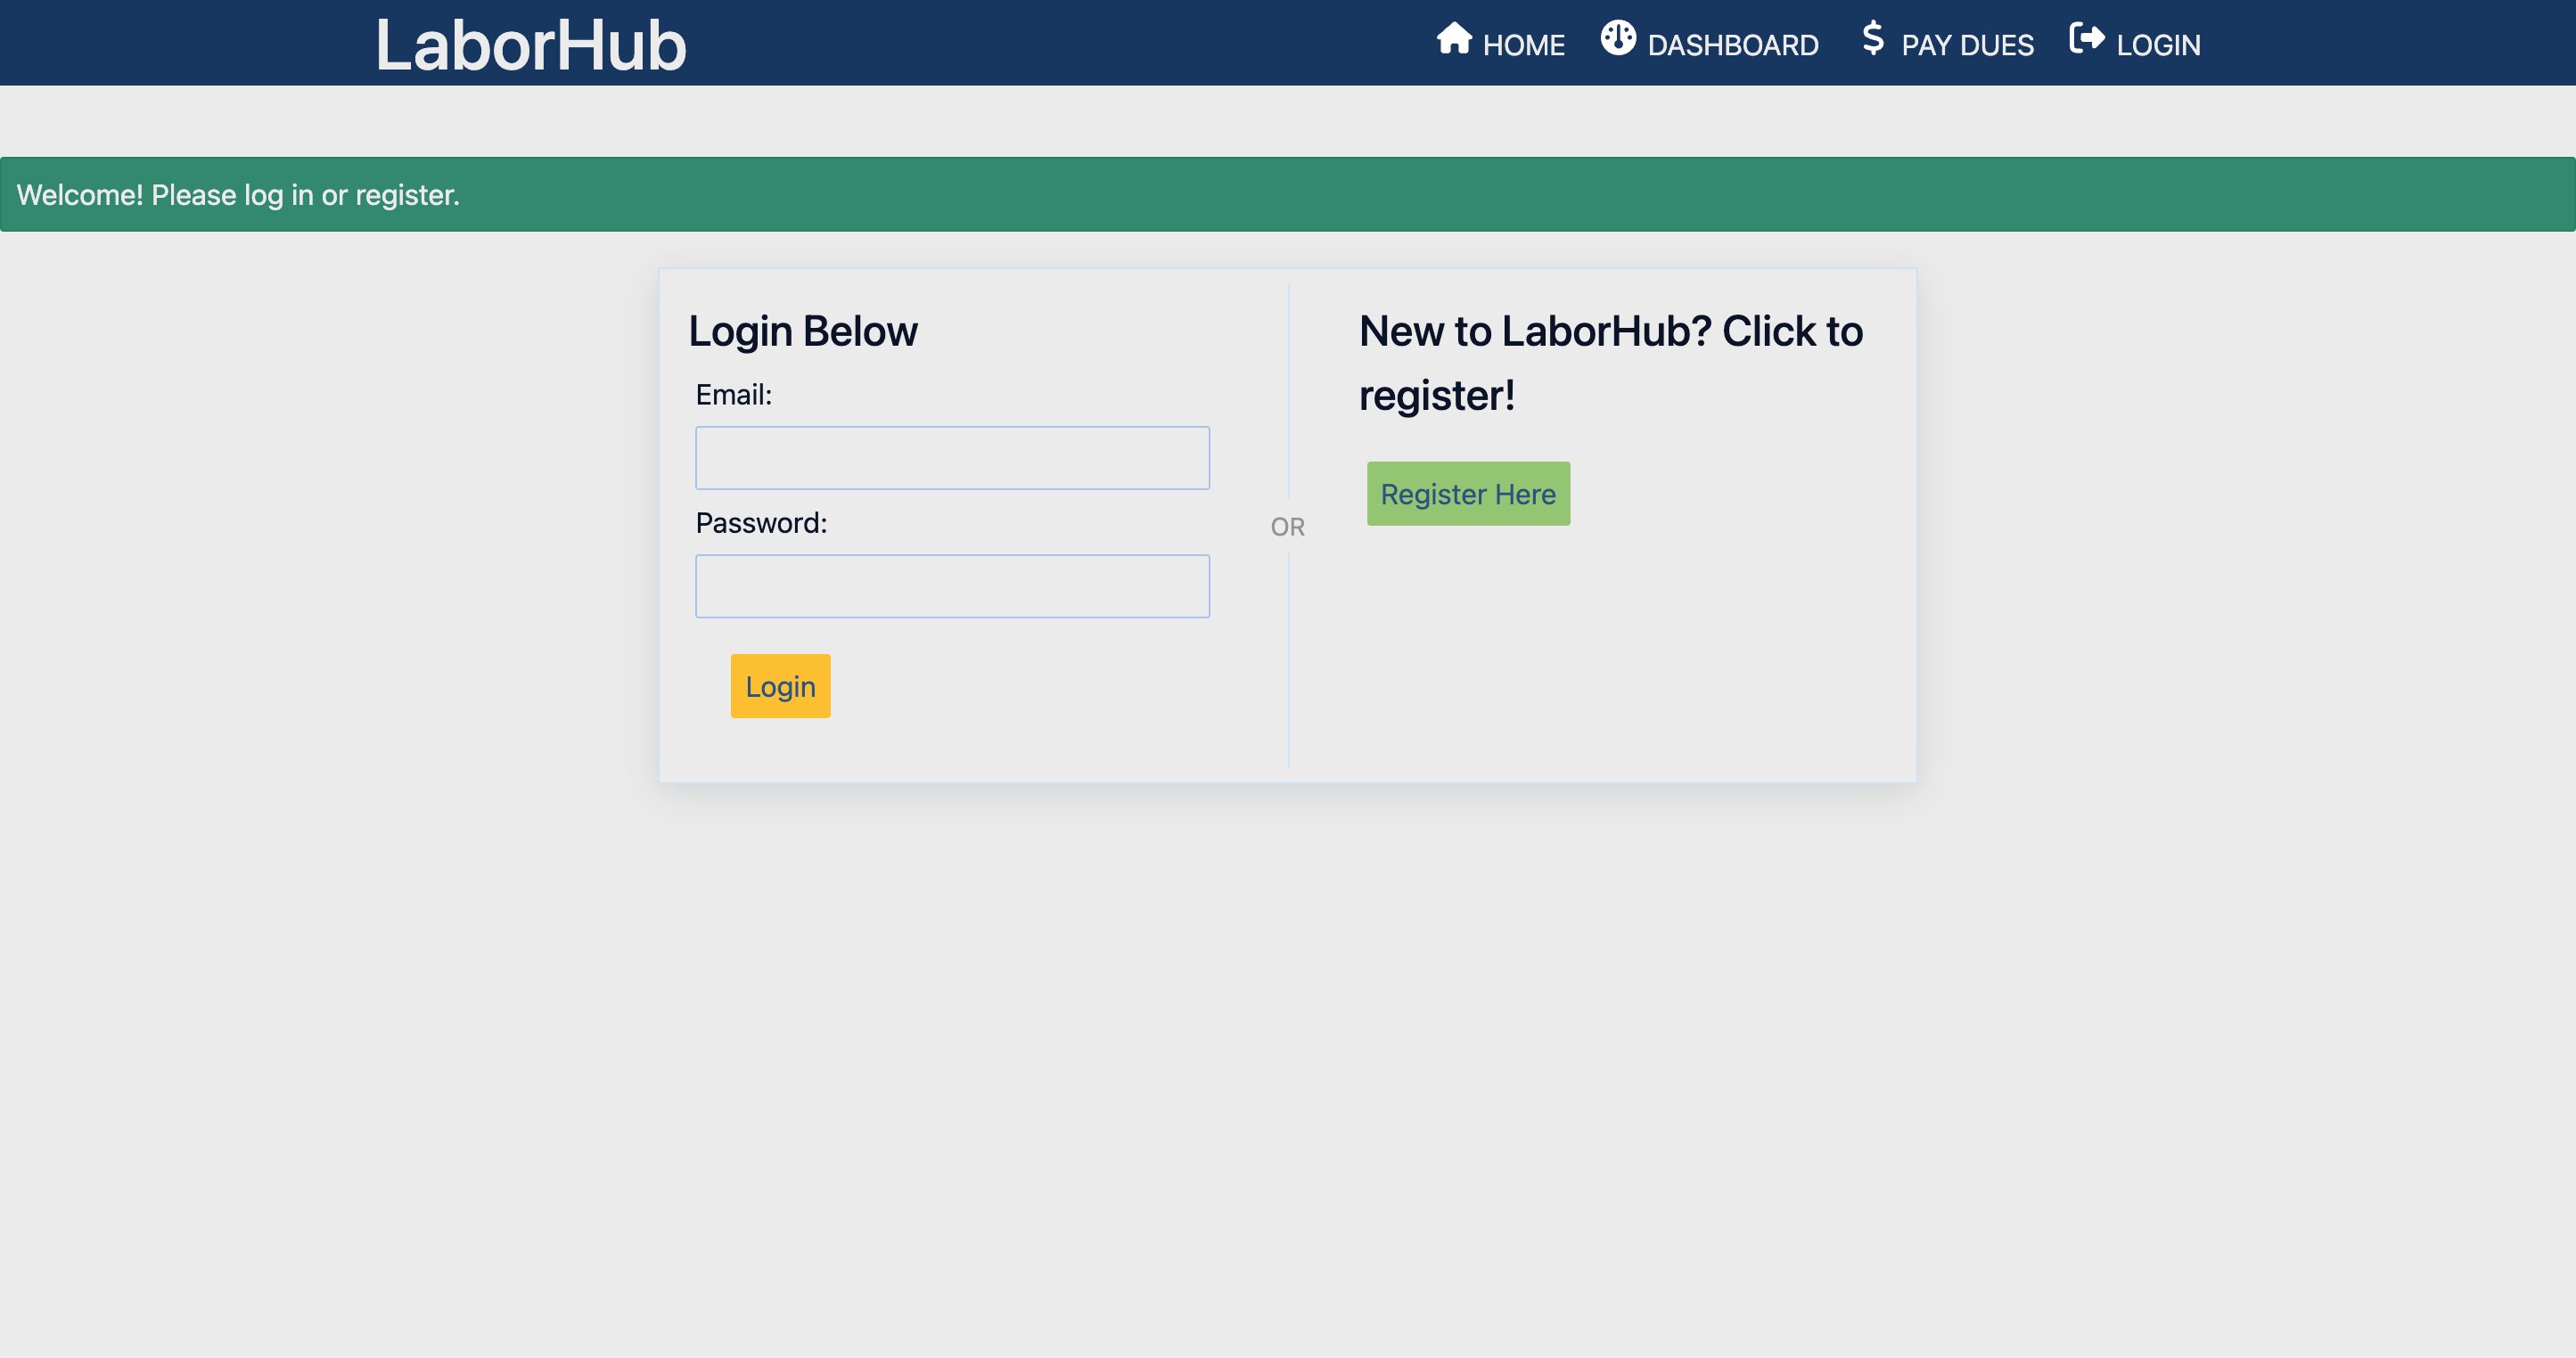 LaborHub
HOME DASHBOARD PAY DUES LOGIN
Welcome! Please log in or register.
Login Below
Email:
Password:
Login
OR
New to LaborHub? Click to
register!
Register Here